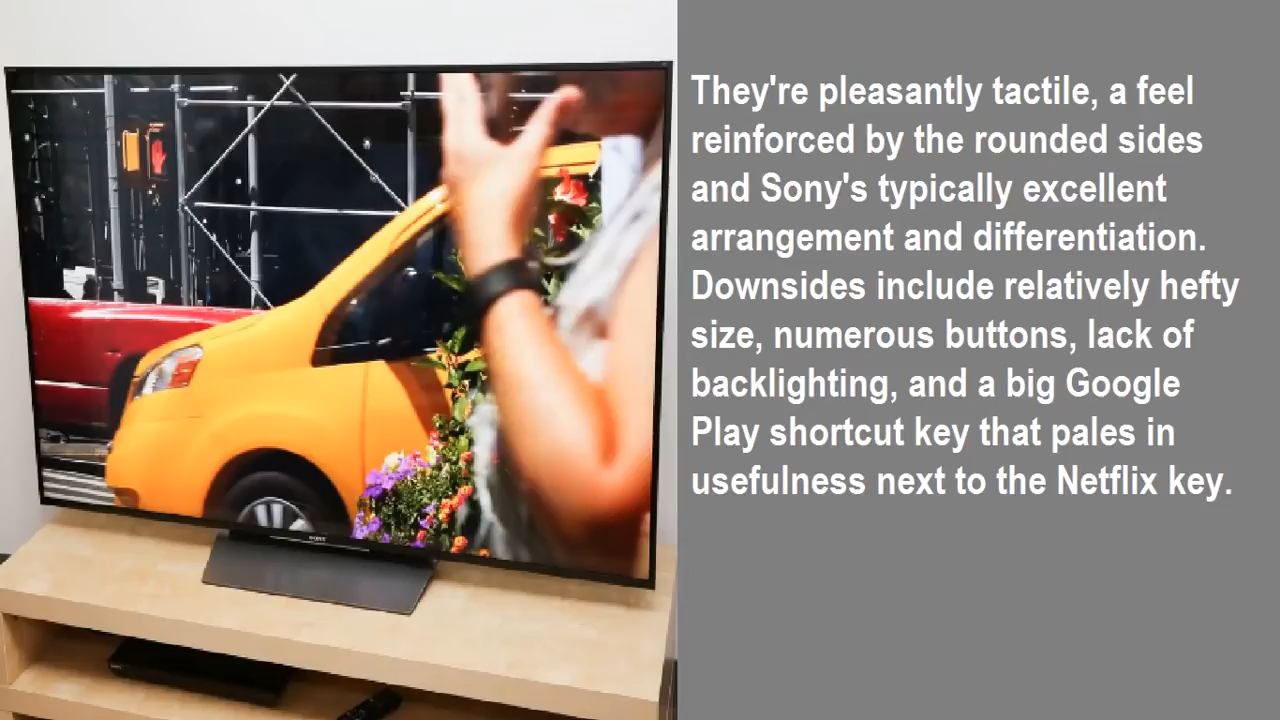 They're pleasantly tactile, a feel
reinforced by the rounded sides
and Sony's typically excellent
arrangement and differentiation.
Downsides include relatively hefty
size, numerous buttons, lack of
backlighting, and a big Google
Play shortcut key that pales in
usefulness next to the Netflix key.
SONY